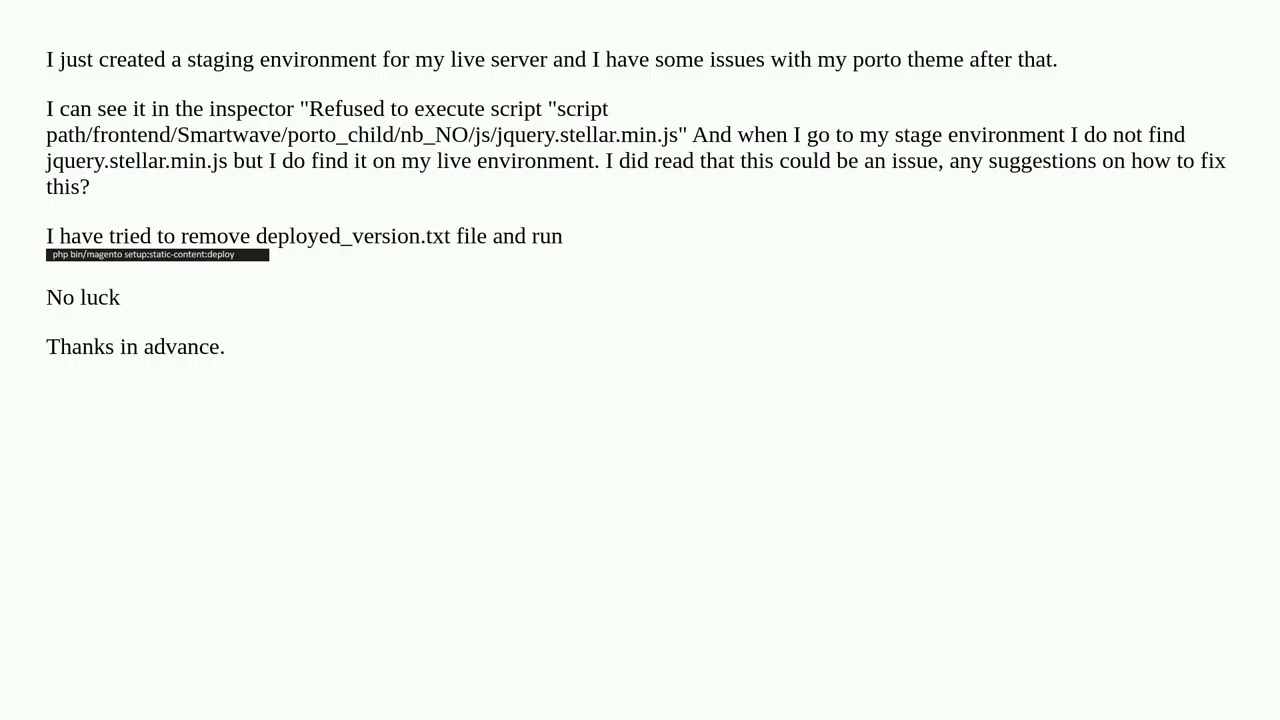 I just created a staging environment for my live server and I have some issues with my porto theme after that.
I can see it in the inspector "Refused to execute script "script
path/frontend/Smartwave/porto_child/nb_NO/js/jquery.stellar.min.js" And when I go to my stage environment I do not find
jquery.stellar.min.js but I do find it on my live environment. I did read that this could be an issue, any suggestions on how to fix
this?
I have tried to remove deployed_version.txt file and run
php bin/magento setup:static-content:deploy
No luck
Thanks in advance.